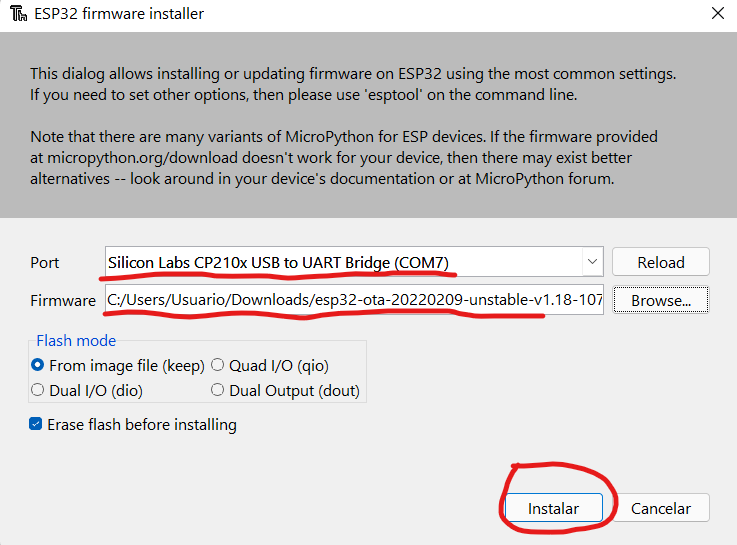 ESP32 firmware installer
This dialog allows installing or updating firmware on ESP32 using the most common settings.
If you need to set other options, then please use 'esptool' on the command line.
Note that there are many variants of MicroPython for ESP devices. If the firmware provided
at micropython.org/download doesn't work for your device, then there may exist better
alternatives -- look around in your device's documentation or at MicroPython forum.
Port Silicon Labs CP210x USB to UART Bridge (COM7) Reload
Firmware C:/Users/Usuario/Downloads/esp32-ota-20220209-unstable-v1.18-107 Browse...
Flash mode
From image file (keep) Quad I/O (qio)
Dual I/O (dio) Dual Output (dout)
Erase flash before installing
Instalar Cancelar